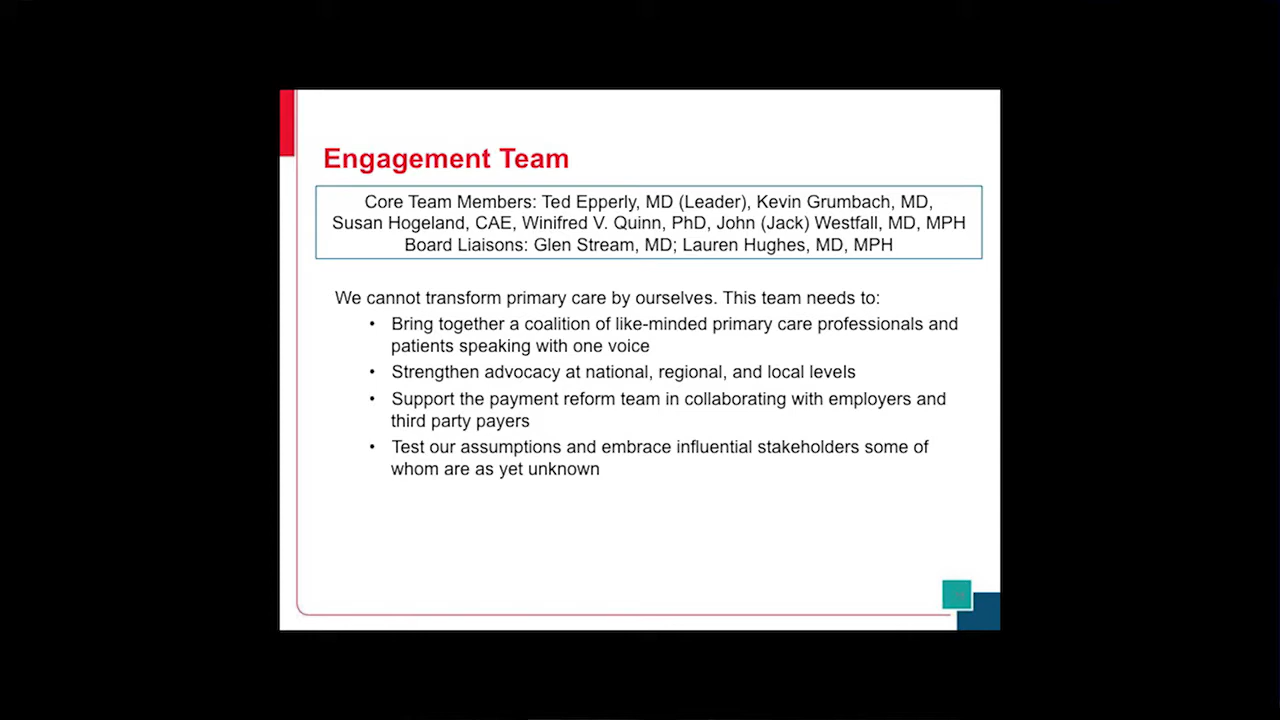 Engagement Team
Core Team Members: Ted Epperly, MD (Leader), Kevin Grumbach, MD,
Susan Hogeland, CAE, Winifred V. Quinn, PhD, John (Jack) Westfall, MD, MPH
Board Liaisons: Glen Stream, MD; Lauren Hughes, MD, MPH
We cannot transform primary care by ourselves. This team needs to:
• Bring together a coalition of like-minded primary care professionals and
patients speaking with one voice
• Strengthen advocacy at national, regional, and local levels
• Support the payment reform team in collaborating with employers and
third party payers
• Test our assumptions and embrace influential stakeholders some of
whom are as yet unknown